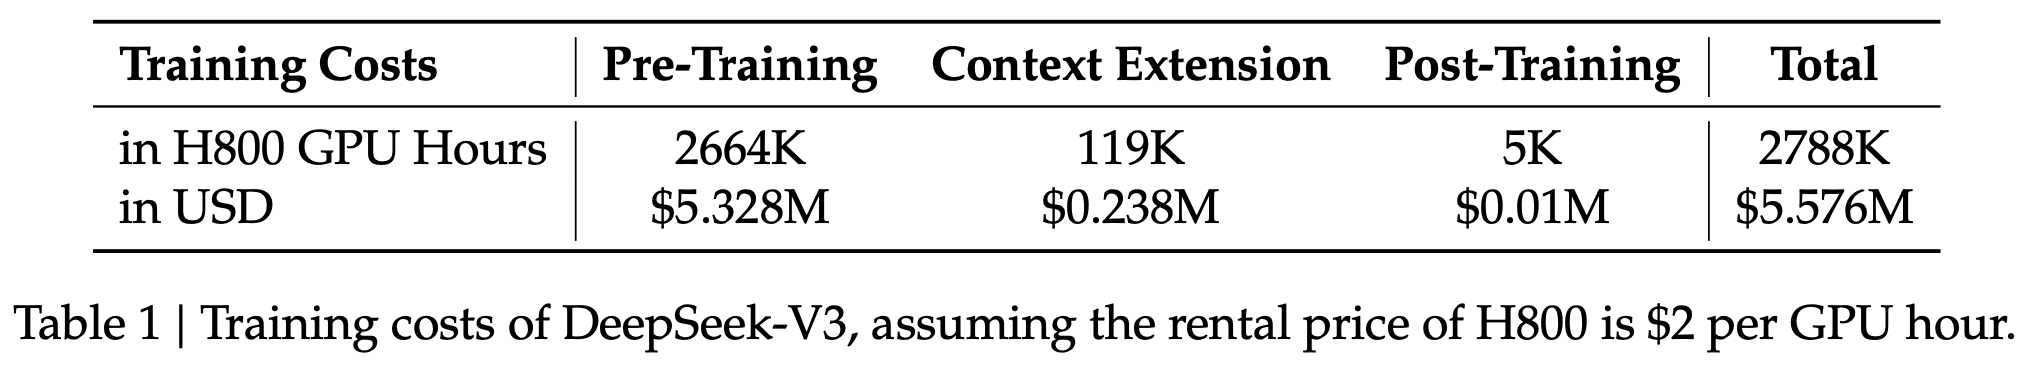 Training Costs Pre-Training Context Extension Post-Training Total
in H800 GPU Hours 2664K 119K 5K 2788K
in USD $5.328M $0.238M $0.01M $5.576M
Table 1 | Training costs of DeepSeek-V3, assuming the rental price of H800 is $2 per GPU hour.